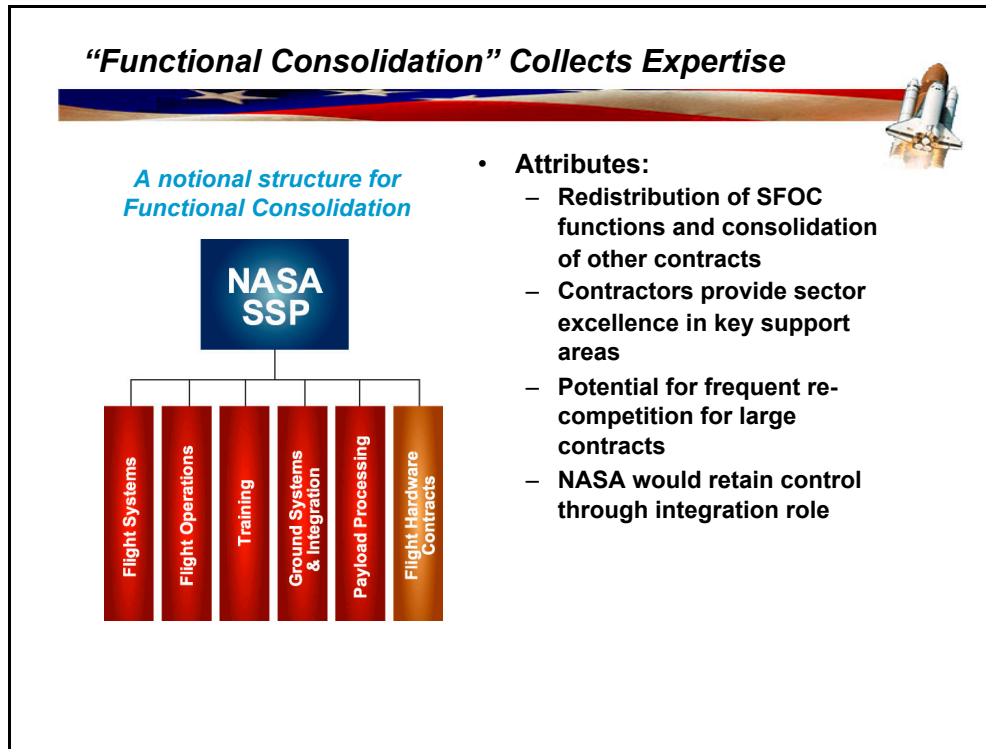 “Functional Consolidation” Collects Expertise
A notional structure for
Functional Consolidation
NASA
SSP
Flight Systems
Flight Operations
Training
Ground Systems
& Integration
Payload Processing
Flight Hardware
Contracts
• Attributes:
– Redistribution of SFOC
functions and consolidation
of other contracts
– Contractors provide sector
excellence in key support
areas
– Potential for frequent re-
competition for large
contracts
– NASA would retain control
through integration role